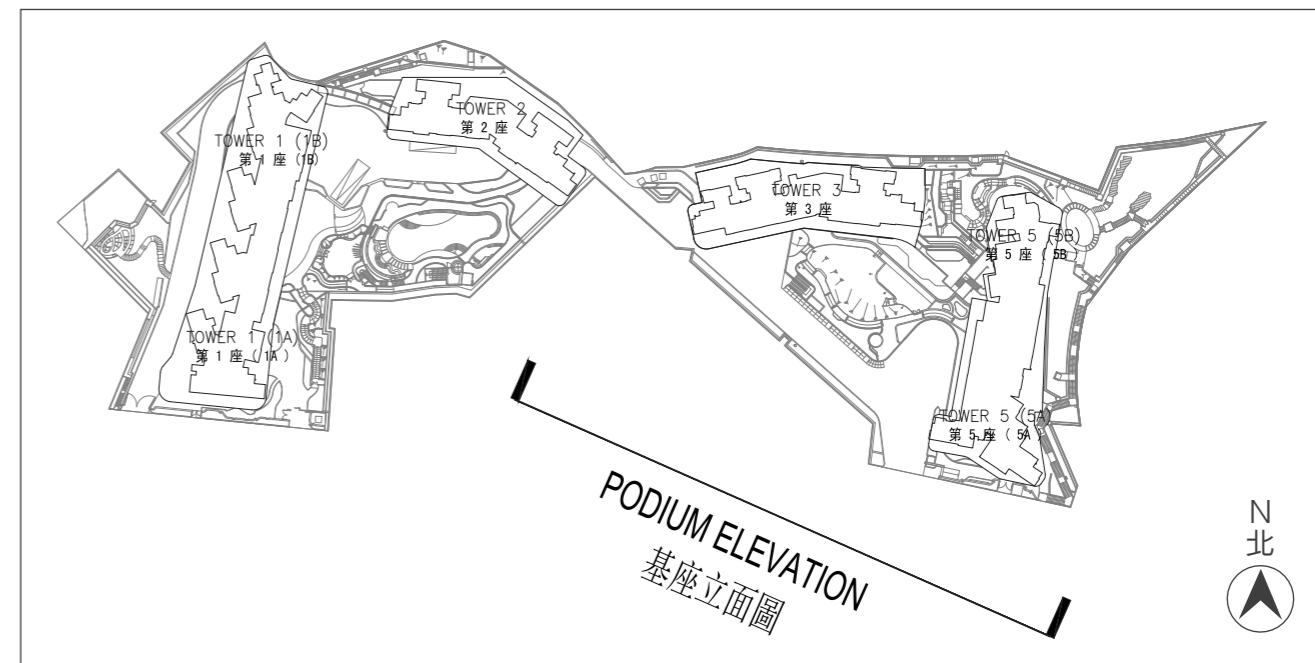 TOWER 2
第 2 座
TOWER 1 (1B)
第 1 座 (1B)
TOWER 3
第 3 座
TOWER 5 (5B)
第 5 座 ( 5B )
TOWER 1 (1A)
第 1 座 ( 1A )
TOWER 5 (5A)
第 5 座 ( 5A )
PODIUM ELEVATION
基座立面圖
N
北